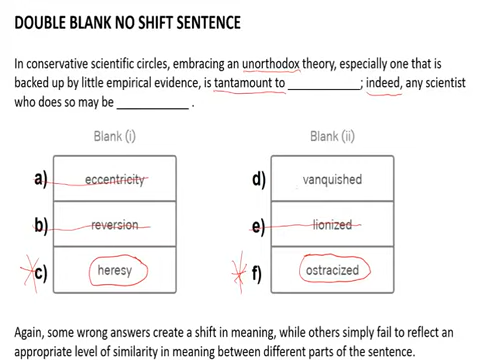 DOUBLE BLANK NO SHIFT SENTENCE
In conservative scientific circles, embracing an unorthodox theory, especially one that is
backed up by little empirical evidence, is tantamount to ____________; indeed, any scientist
who does so may be ____________ .
Blank (i)
Blank (ii)
a) eccentricity
d) vanquished
b) reversion
e) lionized
c) heresy
f) ostracized
Again, some wrong answers create a shift in meaning, while others simply fail to reflect an
appropriate level of similarity in meaning between different parts of the sentence.